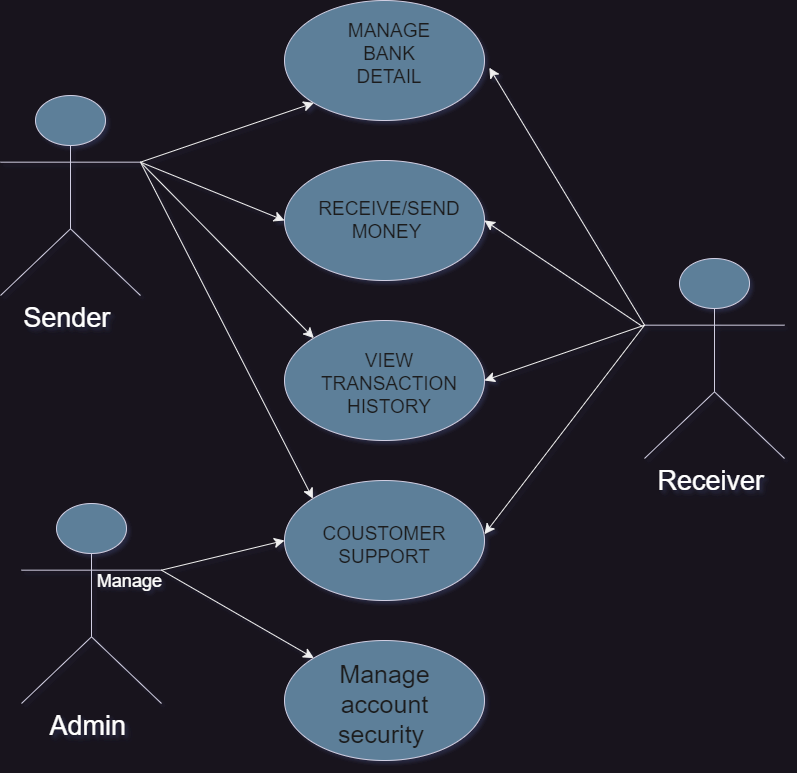 MANAGE
BANK
DETAIL
Sender
RECEIVE/SEND
MONEY
VIEW
TRANSACTION
HISTORY
Receiver
COUSTOMER
SUPPORT
Manage
Admin
Manage
account
security